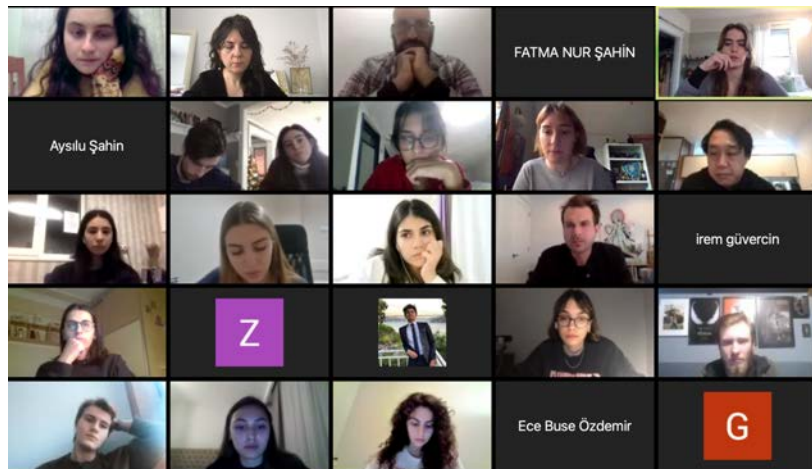 FATMA NUR ŞAHİN
Aysılu Şahin
irem güvercin
Z
Ece Buse Özdemir
G